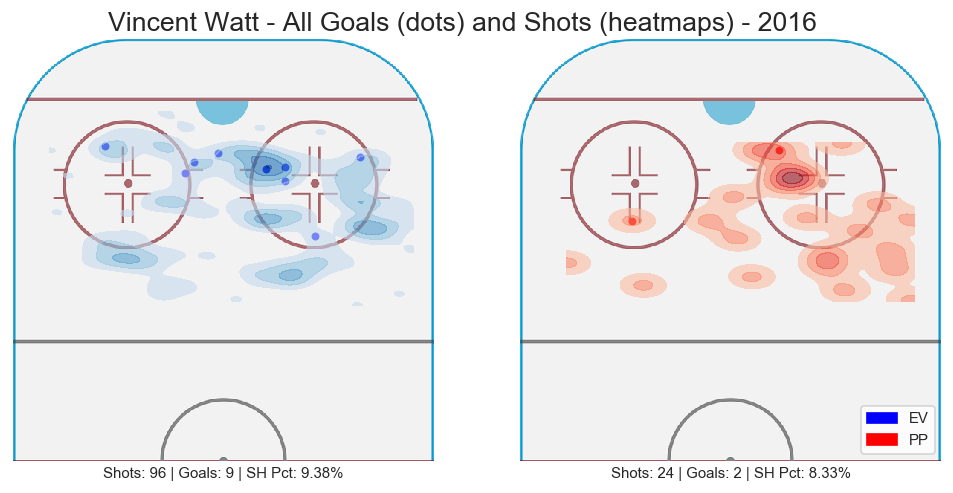 Vincent Watt - All Goals (dots) and Shots (heatmaps) - 2016
EV
PP
Shots: 96 | Goals: 9 | SH Pct: 9.38%
Shots: 24 | Goals: 2 | SH Pct: 8.33%